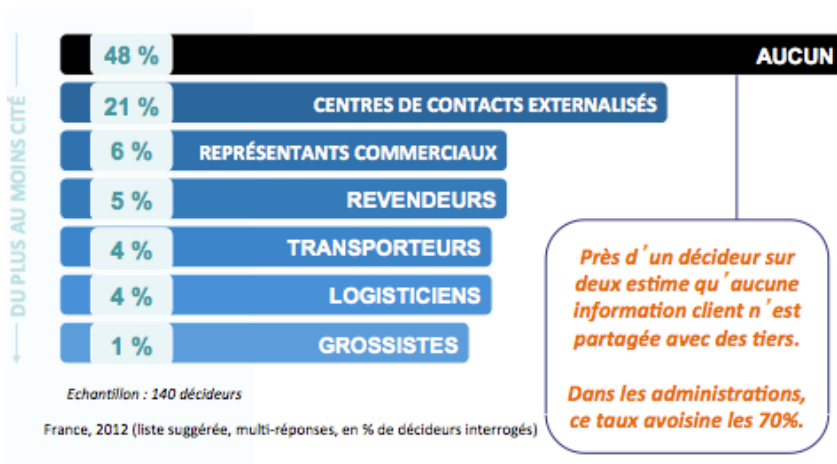 DU PLUS AU MOINS CITÉ
48 % AUCUN
21 % CENTRES DE CONTACTS EXTERNALISÉS
6 % REPRÉSENTANTS COMMERCIAUX
5 % REVENDEURS
4 % TRANSPORTEURS
4 % LOGISTICIENS
1 % GROSSISTES
Près d'un décideur sur
deux estime qu'aucune
information client n'est
partagée avec des tiers.
Dans les administrations,
ce taux avoisine les 70%.
Echantillon : 140 décideurs
France, 2012 (liste suggérée, multi-réponses, en % de décideurs interrogés)